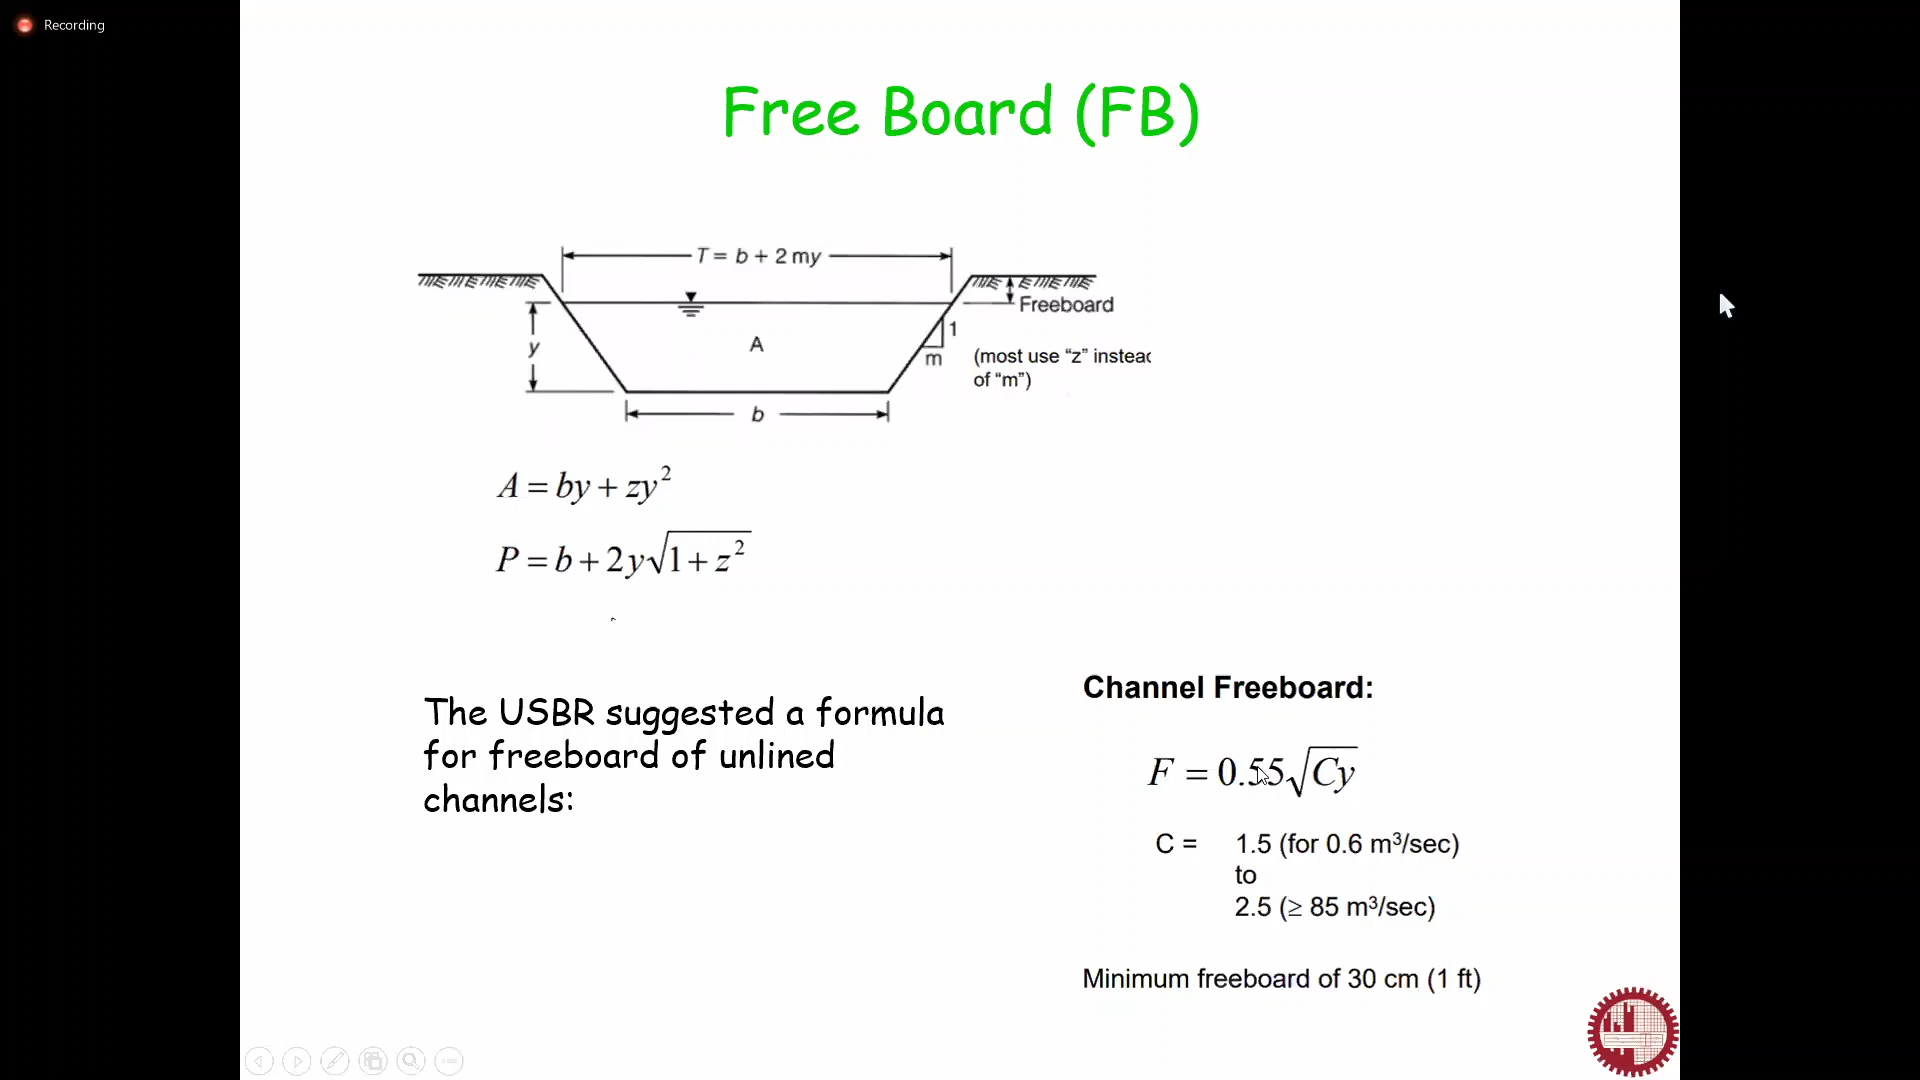 Recording
Free Board (FB)
T = b + 2 my
Freeboard
y
A
1
m
(most use “z” instead
of “m”)
b
A = by + zy²
P = b + 2y√(1 + z²)
The USBR suggested a formula
for freeboard of unlined
channels:
Channel Freeboard:
F = 0.55√Cy
C = 1.5 (for 0.6 m³/sec)
to
2.5 (≥ 85 m³/sec)
Minimum freeboard of 30 cm (1 ft)